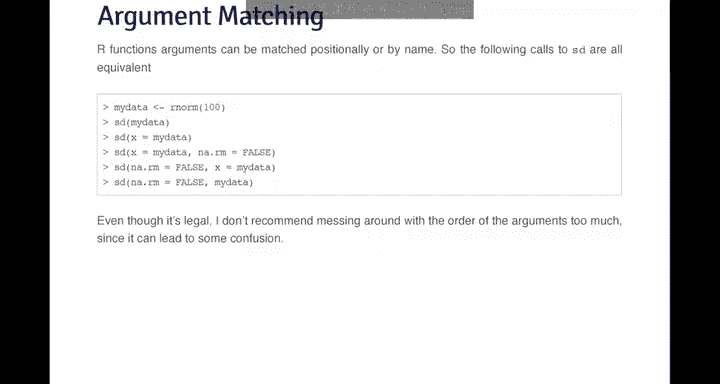 Argument Matching
R functions arguments can be matched positionally or by name. So the following calls to sd are all
equivalent
> mydata <- rnorm(100)
> sd(mydata)
> sd(x = mydata)
> sd(x = mydata, na.rm = FALSE)
> sd(na.rm = FALSE, x = mydata)
> sd(na.rm = FALSE, mydata)
Even though it's legal, I don't recommend messing around with the order of the arguments too much,
since it can lead to some confusion.